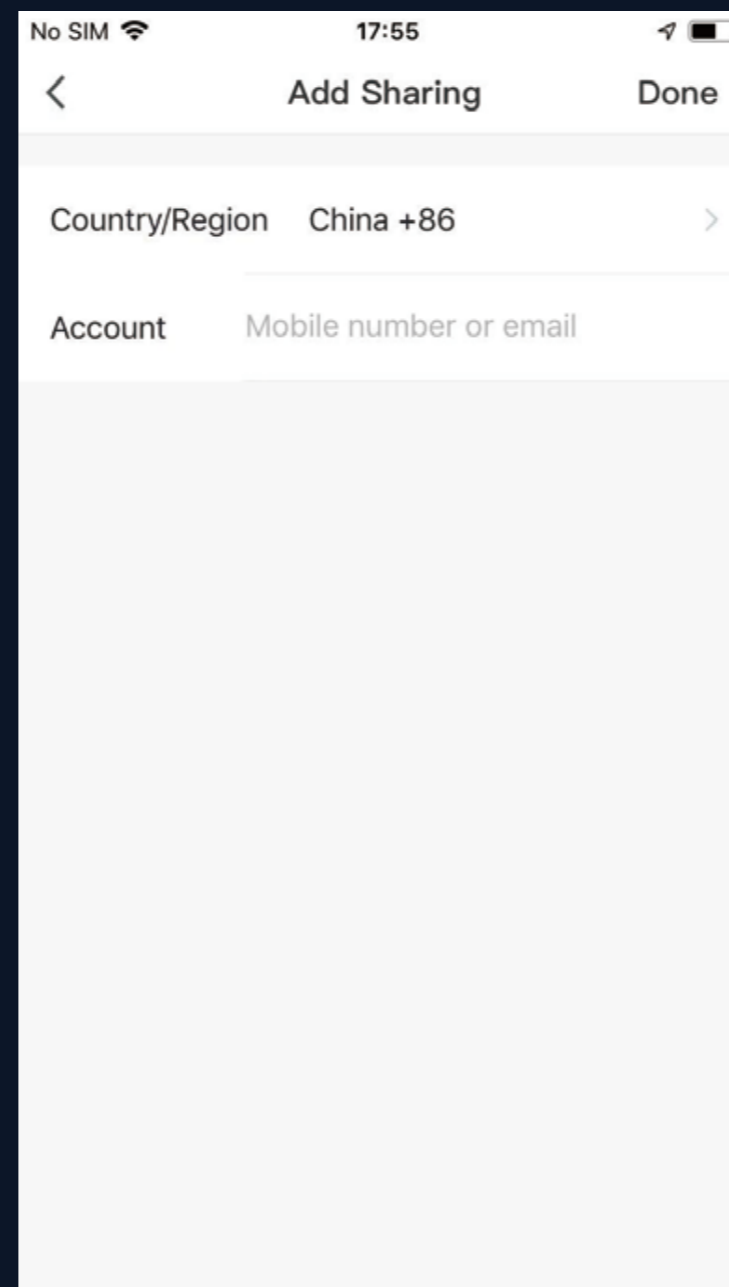 No SIM 17:55
Add Sharing Done
Country/Region China +86
Account Mobile number or email